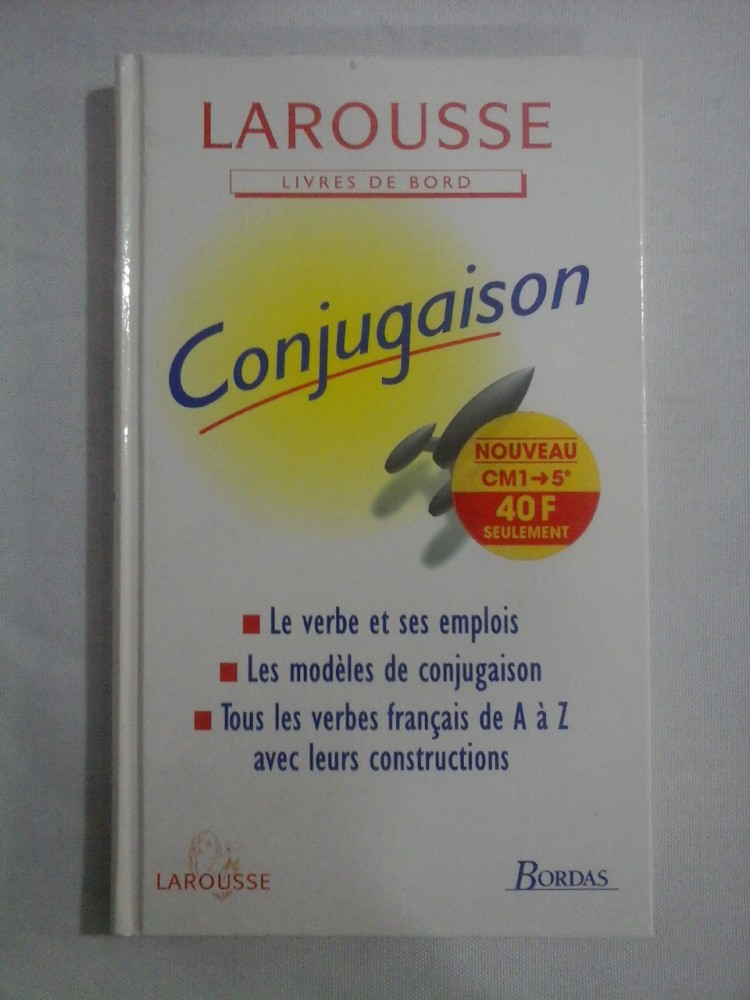 LAROUSSE
LIVRES DE BORD
Conjugaison
NOUVEAU
CM1→5e
40 F
SEULEMENT
■ Le verbe et ses emplois
■ Les modèles de conjugaison
■ Tous les verbes français de A à Z
avec leurs constructions
LAROUSSE
BORDAS